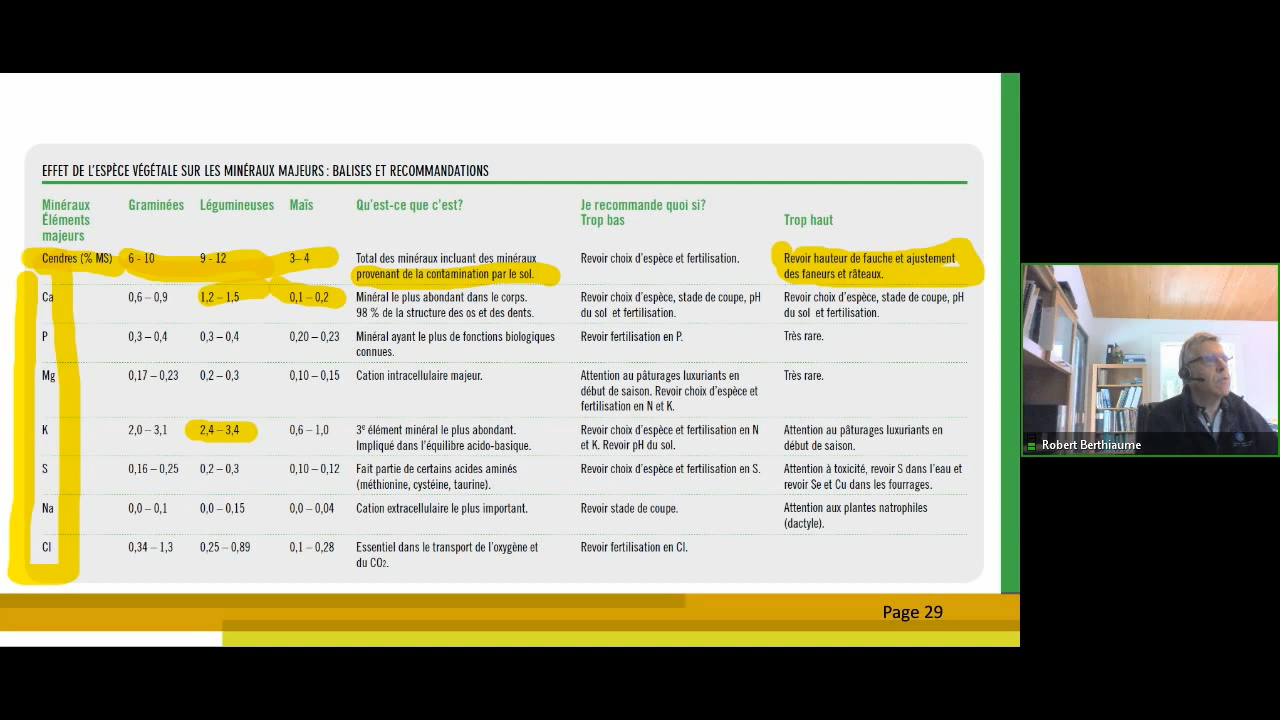 EFFET DE L'ESPÈCE VÉGÉTALE SUR LES MINÉRAUX MAJEURS : BALISES ET RECOMMANDATIONS
Minéraux Graminées Légumineuses Maïs Qu'est-ce que c'est? Je recommande quoi si?
Éléments Trop bas Trop haut
majeurs
Cendres (% MS) 6 - 10 9 - 12 3– 4 Total des minéraux incluant des minéraux Revoir choix d'espèce et fertilisation. Revoir hauteur de fauche et ajustement
provenant de la contamination par le sol. des faneurs et râteaux.
Ca 0,6 – 0,9 1,2 – 1,5 0,1 – 0,2 Minéral le plus abondant dans le corps. Revoir choix d'espèce, stade de coupe, pH Revoir choix d'espèce, stade de coupe, pH
98 % de la structure des os et des dents. du sol et fertilisation. du sol et fertilisation.
P 0,3 – 0,4 0,3 – 0,4 0,20 – 0,23 Minéral ayant le plus de fonctions biologiques Revoir fertilisation en P. Très rare.
connues.
Mg 0,17 – 0,23 0,2 – 0,3 0,10 – 0,15 Cation intracellulaire majeur. Attention au pâturages luxuriants en Très rare.
début de saison. Revoir choix d'espèce et
fertilisation en N et K.
K 2,0 – 3,1 2,4 – 3,4 0,6 – 1,0 3e élément minéral le plus abondant. Revoir choix d'espèce et fertilisation en N Attention au pâturages luxuriants en
Impliqué dans l'équilibre acido-basique. et K. Revoir pH du sol. début de saison.
S 0,16 – 0,25 0,2 – 0,3 0,10 – 0,12 Fait partie de certains acides aminés Revoir choix d'espèce et fertilisation en S. Attention à toxicité, revoir S dans l'eau et
(méthionine, cystéine, taurine). revoir Se et Cu dans les fourrages.
Na 0,0 – 0,1 0,0 – 0,15 0,0 – 0,04 Cation extracellulaire le plus important. Revoir stade de coupe. Attention aux plantes natrophiles
(dactyle).
Cl 0,34 – 1,3 0,25 – 0,89 0,1 – 0,28 Essentiel dans le transport de l'oxygène et Revoir fertilisation en Cl.
du CO2.
Page 29
Robert Berthiaume